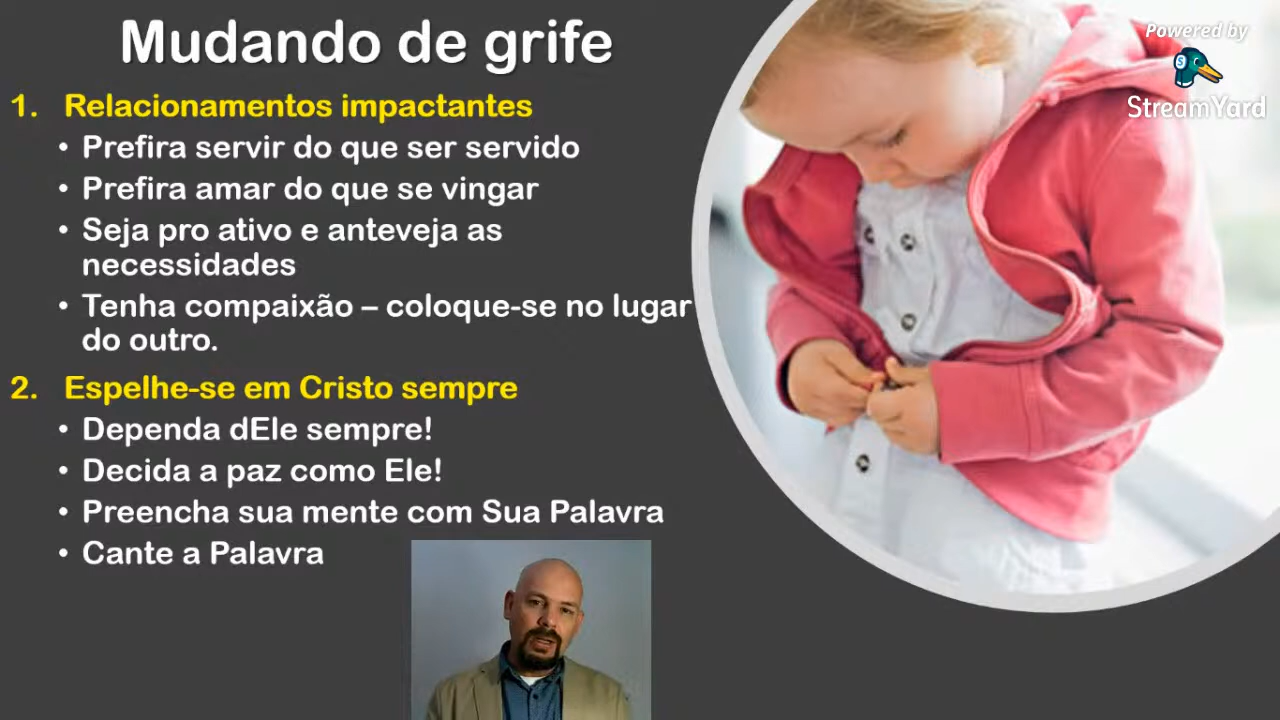 Mudando de grife
1. Relacionamentos impactantes
• Prefira servir do que ser servido
• Prefira amar do que se vingar
• Seja pro ativo e anteveja as
necessidades
• Tenha compaixão – coloque-se no lugar
do outro.
2. Espelhe-se em Cristo sempre
• Dependa dEle sempre!
• Decida a paz como Ele!
• Preencha sua mente com Sua Palavra
• Cante a Palavra
Powered by
StreamYard